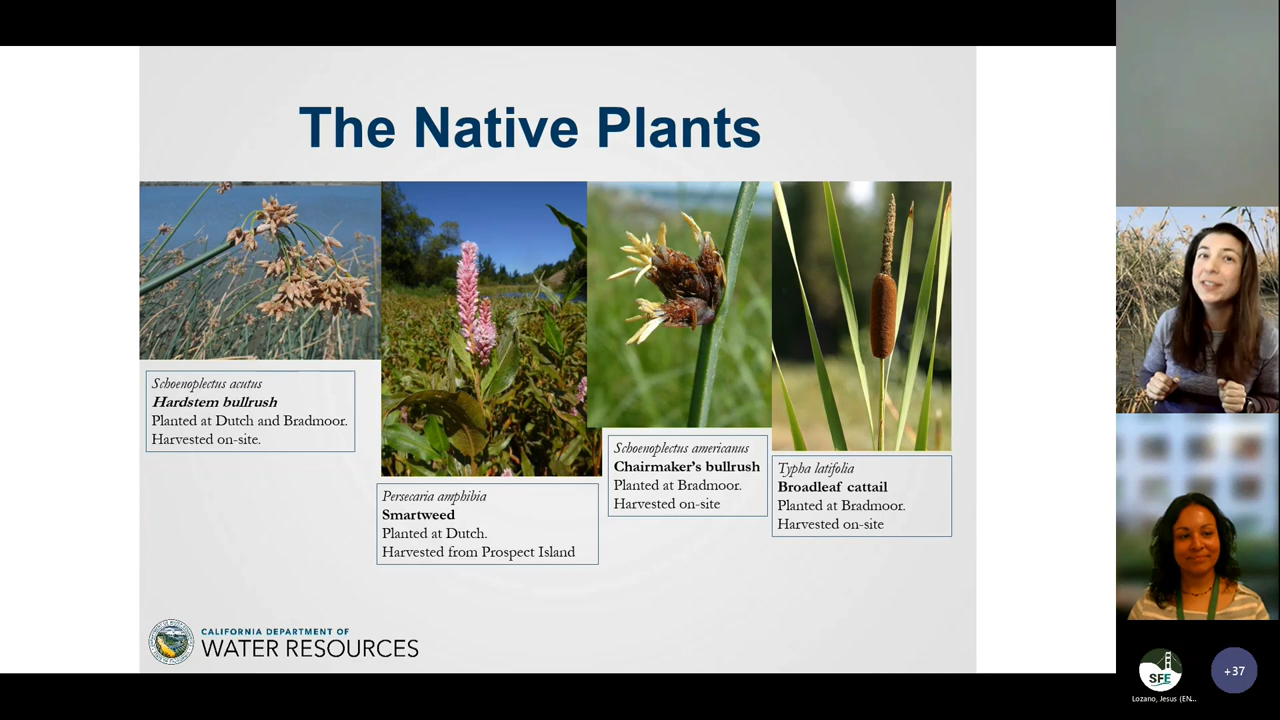 The Native Plants
Schoenoplectus acutus
Hardstem bullrush
Planted at Dutch and Bradmoor.
Harvested on-site.
Persecaria amphibia
Smartweed
Planted at Dutch.
Harvested from Prospect Island
Schoenoplectus americanus
Chairmaker's bullrush
Planted at Bradmoor.
Harvested on-site
Typha latifolia
Broadleaf cattail
Planted at Bradmoor.
Harvested on-site
CALIFORNIA DEPARTMENT OF
WATER RESOURCES
SFE
+37
Lozano, Jesus (EN...